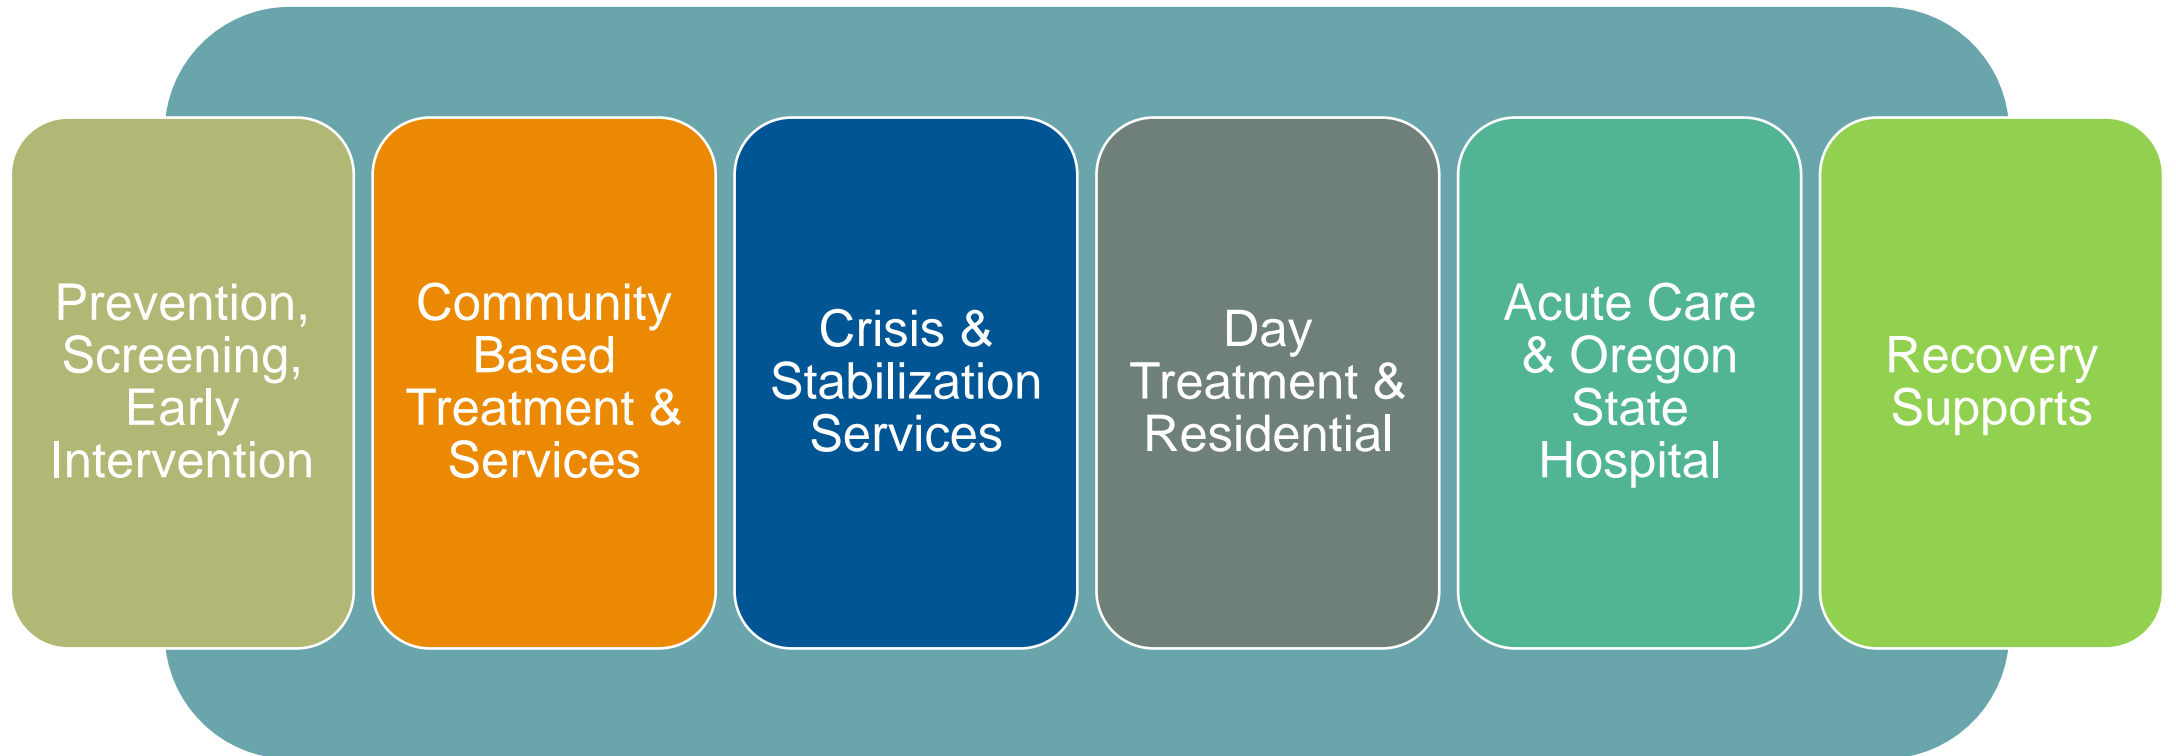 Prevention,
Screening,
Early
Intervention
Community
Based
Treatment &
Services
Crisis &
Stabilization
Services
Day
Treatment &
Residential
Acute Care
& Oregon
State
Hospital
Recovery
Supports